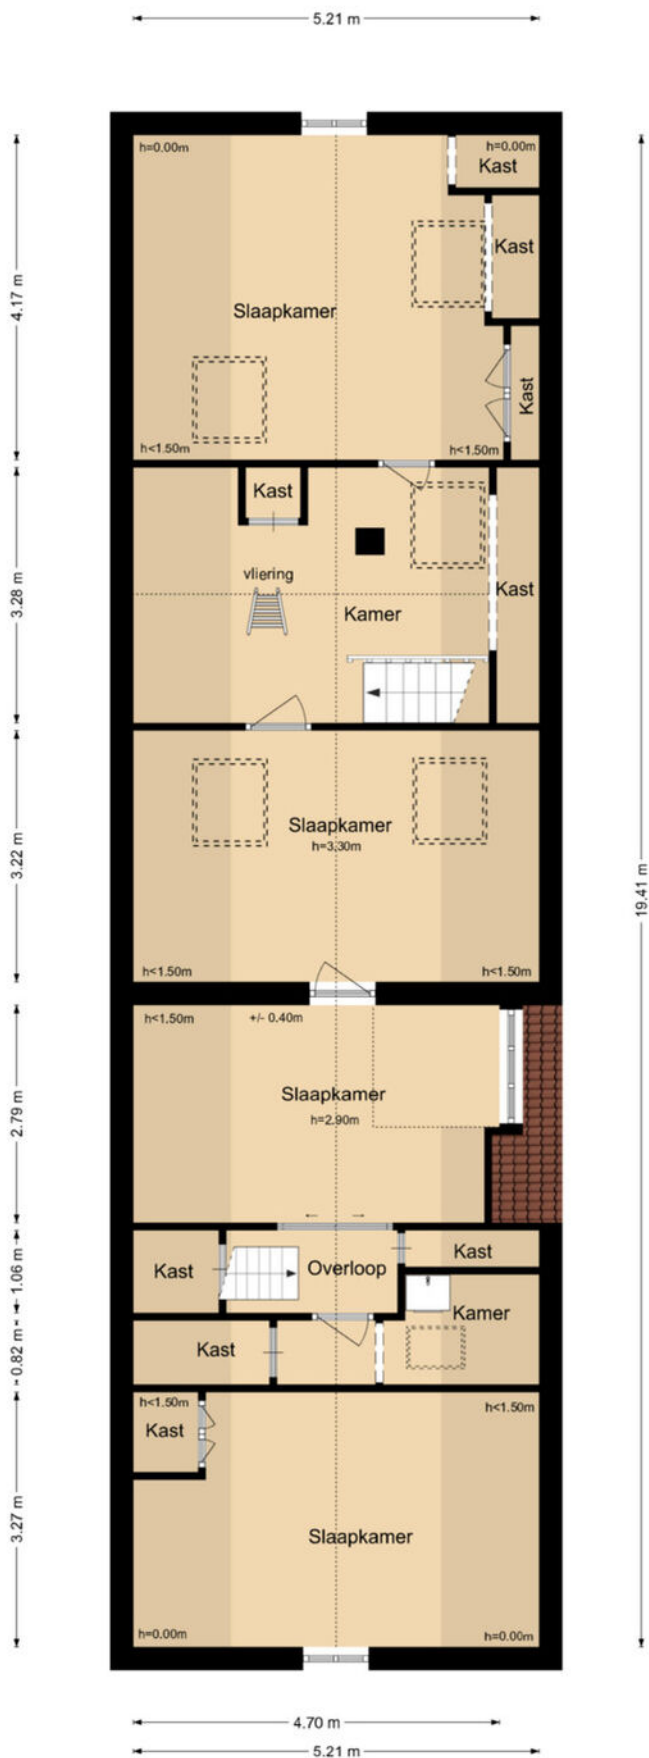 5.21 m
h=0.00m
h=0.00m
Kast
Kast
4.17 m
Slaapkamer
Kast
h<1.50m
h<1.50m
Kast
vliering
3.28 m
Kast
Kamer
Slaapkamer
h=3.30m
3.22 m
19.41 m
h<1.50m
h<1.50m
h<1.50m
+/- 0.40m
Slaapkamer
h=2.90m
2.79 m
Kast
Overloop
Kast
1.06 m
Kamer
Kast
0.82 m
h<1.50m
h<1.50m
Kast
3.27 m
Slaapkamer
h=0.00m
h=0.00m
4.70 m
5.21 m